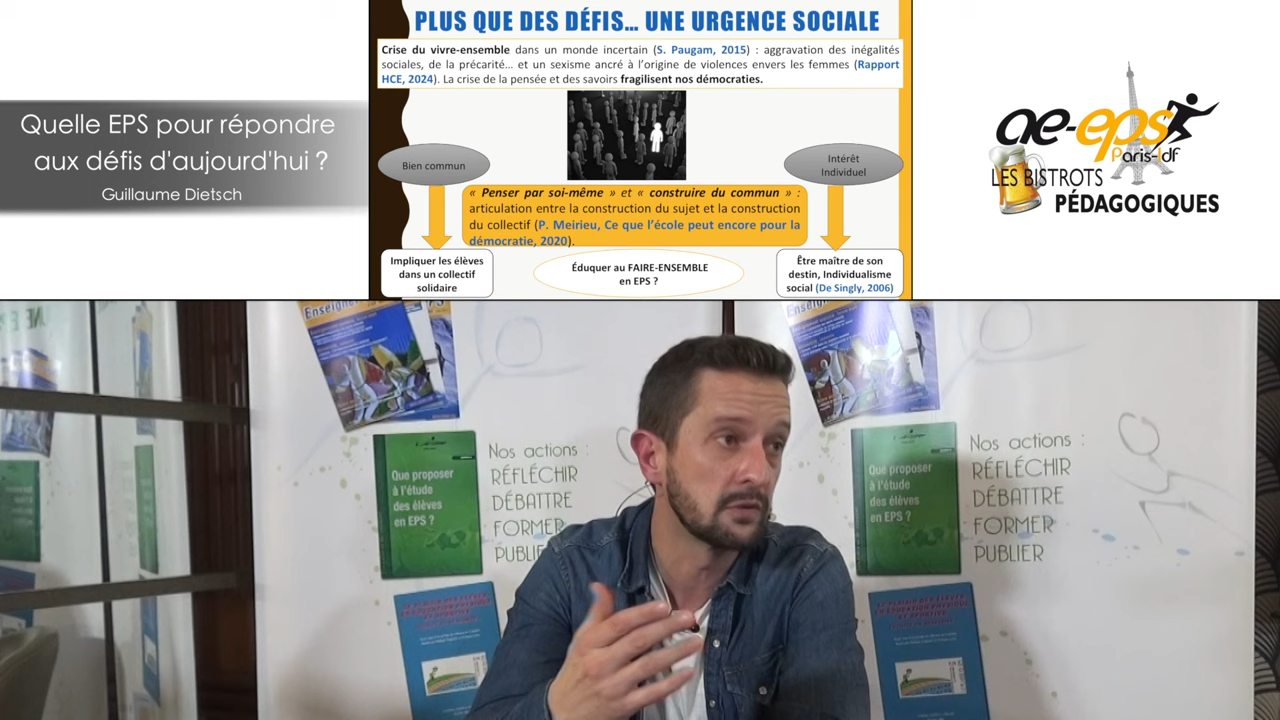 PLUS QUE DES DÉFIS... UNE URGENCE SOCIALE
Crise du vivre-ensemble dans un monde incertain (S. Paugam, 2015) : aggravation des inégalités
sociales, de la précarité... et un sexisme ancré à l'origine de violences envers les femmes (Rapport
HCE, 2024). La crise de la pensée et des savoirs fragilisent nos démocraties.
Quelle EPS pour répondre
aux défis d'aujourd'hui ?
Guillaume Dietsch
Bien commun
Intérêt
Individuel
« Penser par soi-même » et « construire du commun » :
articulation entre la construction du sujet et la construction
du collectif (P. Meirieu, Ce que l'école peut encore pour la
démocratie, 2020).
Impliquer les élèves
dans un collectif
solidaire
Éduquer au FAIRE-ENSEMBLE
en EPS ?
Être maître de son
destin, Individualisme
social (De Singly, 2006)
ae-eps
Paris-Idf
LES BISTROTS
PÉDAGOGIQUES
Que proposer
à l'étude
des élèves
en EPS ?
Nos actions :
RÉFLÉCHIR
DÉBATTRE
FORMER
PUBLIE
Que proposer
à l'étude
des élèves
en EPS ?
Nos actions :
RÉFLÉCHIR
DÉBATTRE
FORMER
PUBLIER